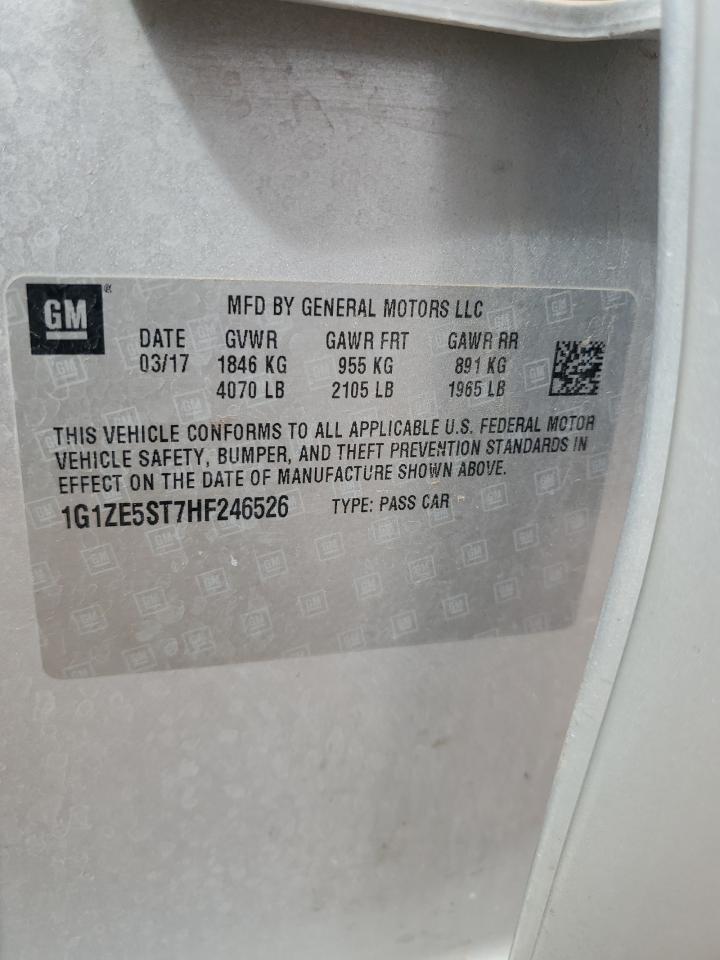 GM ®
MFD BY GENERAL MOTORS LLC
DATE GVWR GAWR FRT GAWR RR
03/17 1846 KG 955 KG 891 KG
4070 LB 2105 LB 1965 LB
THIS VEHICLE CONFORMS TO ALL APPLICABLE U.S. FEDERAL MOTOR
VEHICLE SAFETY, BUMPER, AND THEFT PREVENTION STANDARDS IN
EFFECT ON THE DATE OF MANUFACTURE SHOWN ABOVE.
1G1ZE5ST7HF246526 TYPE: PASS CAR